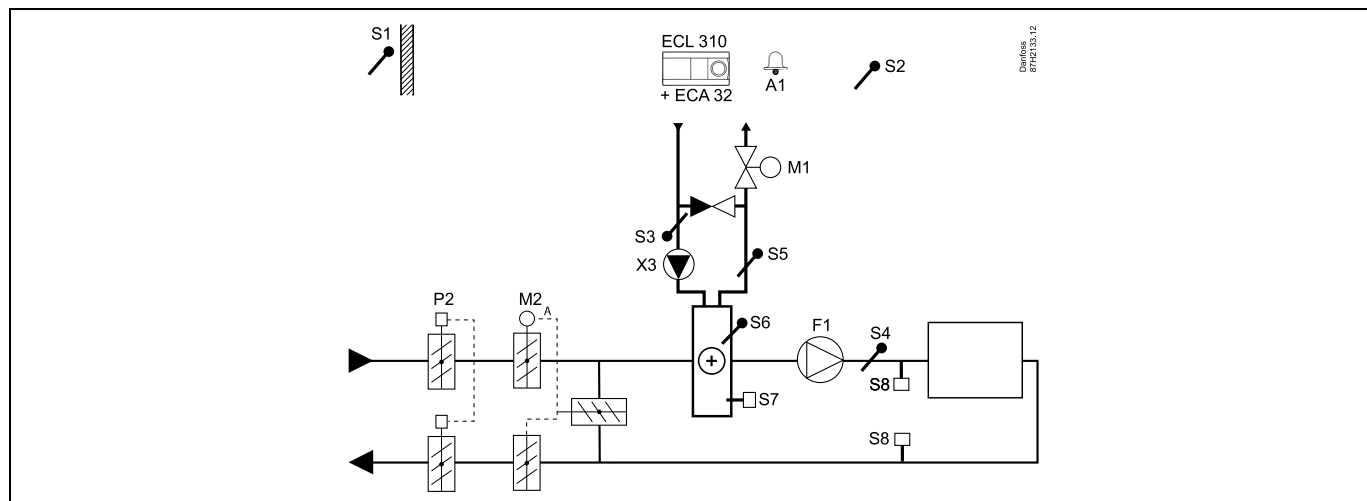 S1
ECL 310
+ ECA 32
A1
S2
Danfoss
87H2133.12
M1
S3
S5
X3
P2
M2
A
S6
F1
S4
S8
S7
S8